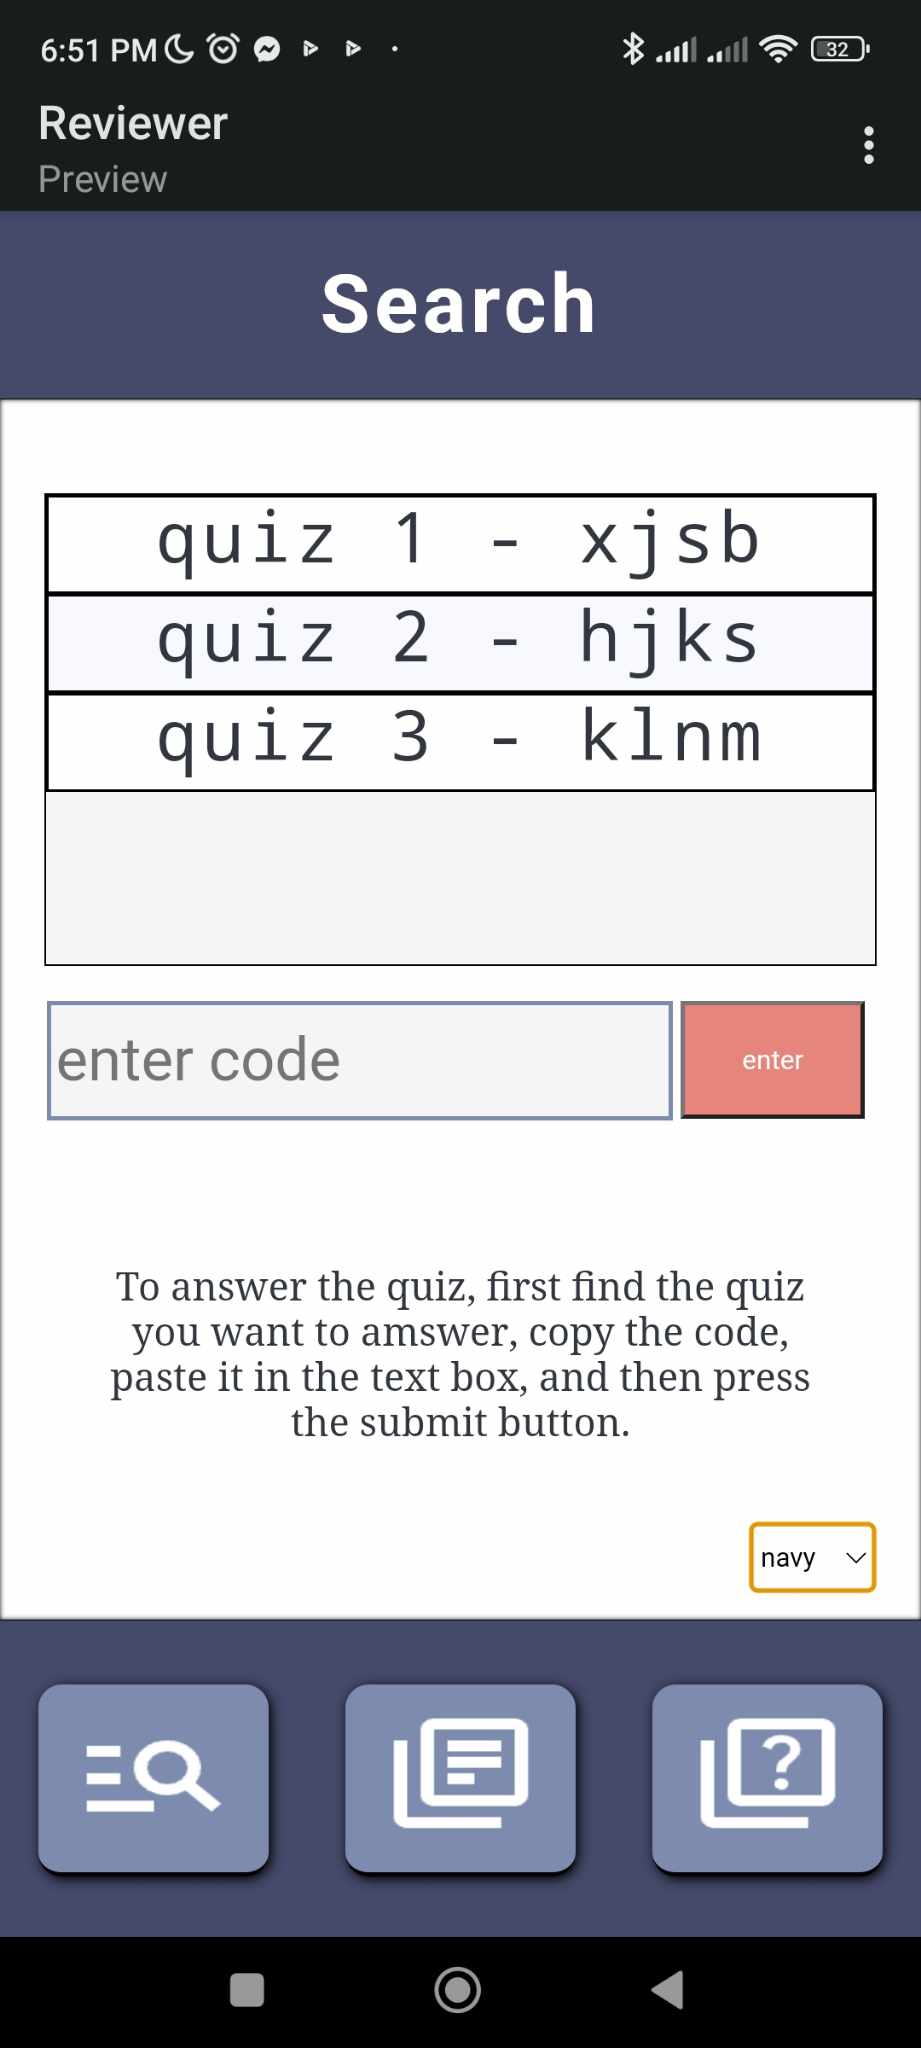 6:51 PM
32
Reviewer
Preview
Search
quiz 1 - xjsb
quiz 2 - hjks
quiz 3 - klnm
enter code
enter
To answer the quiz, first find the quiz
you want to amswer, copy the code,
paste it in the text box, and then press
the submit button.
navy
?